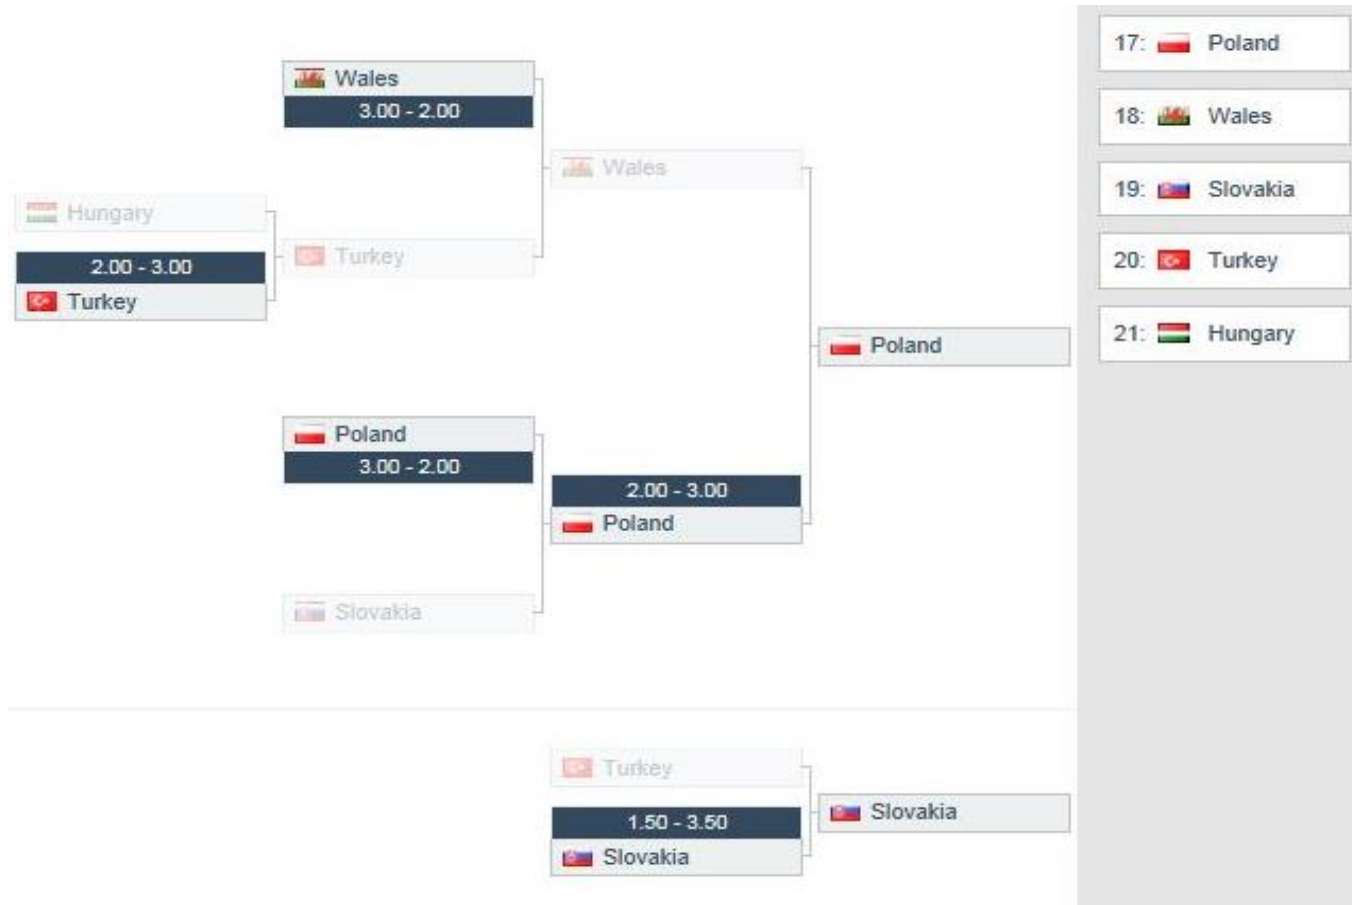 Wales
3.00 - 2.00
Wales
Hungary
2.00 - 3.00
Turkey
Turkey
Poland
Poland
3.00 - 2.00
2.00 - 3.00
Poland
Slovakia
Turkey
1.50 - 3.50
Slovakia
Slovakia
17: Poland
18: Wales
19: Slovakia
20: Turkey
21: Hungary